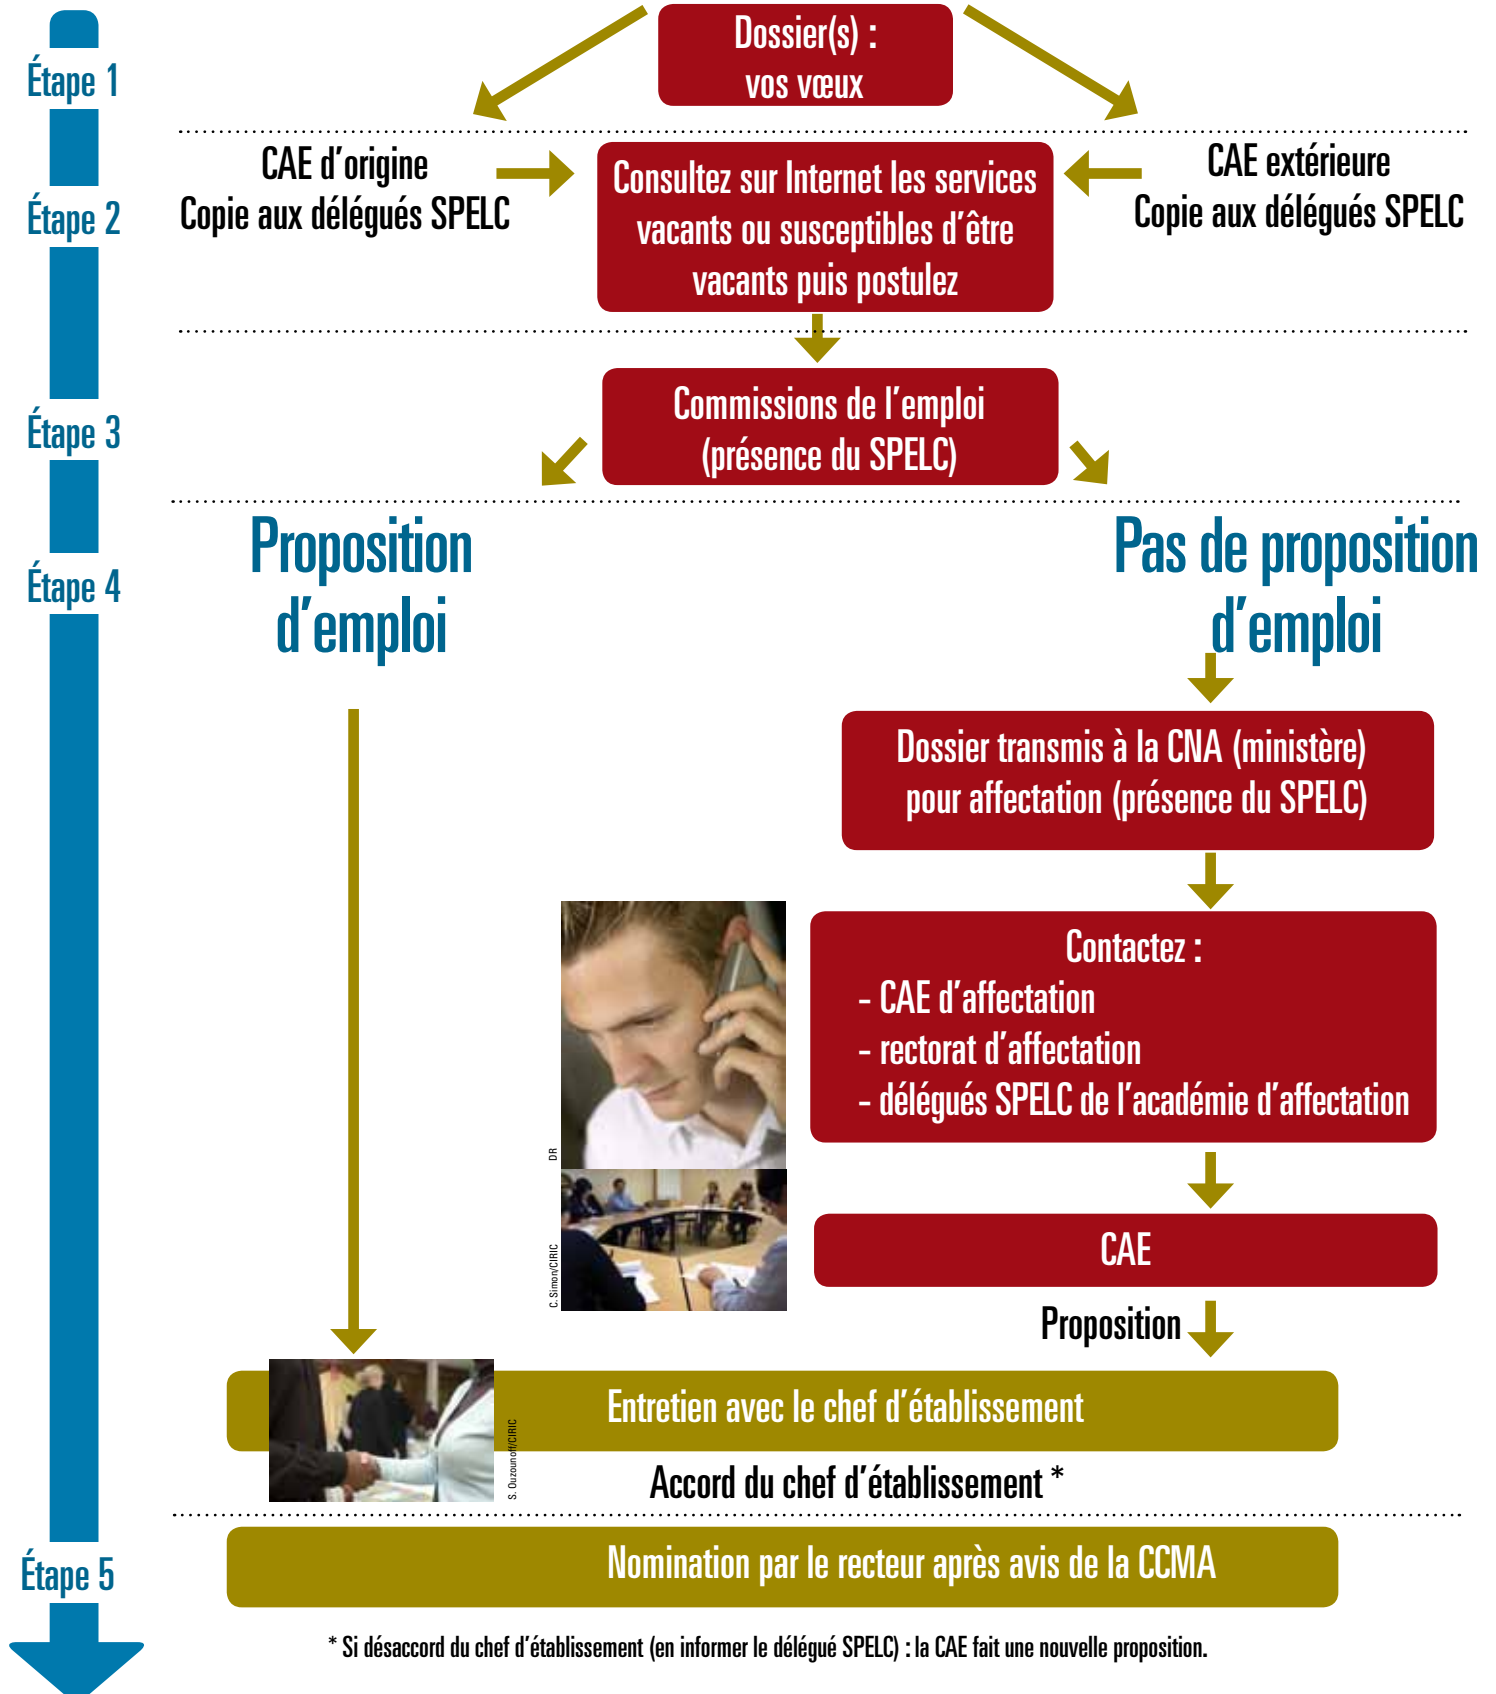 Étape 1
Dossier(s) :
vos vœux
Étape 2
CAE d'origine
Copie aux délégués SPELC
Consultez sur Internet les services
vacants ou susceptibles d'être
vacants puis postulez
CAE extérieure
Copie aux délégués SPELC
Étape 3
Commissions de l'emploi
(présence du SPELC)
Étape 4
Proposition
d'emploi
Pas de proposition
d'emploi
Dossier transmis à la CNA (ministère)
pour affectation (présence du SPELC)
Contactez :
- CAE d'affectation
- rectorat d'affectation
- délégués SPELC de l'académie d'affectation
DR
C. Simon/CIRIC
CAE
Proposition
Entretien avec le chef d'établissement
S. Ouzounoff/CIRIC
Accord du chef d'établissement *
Étape 5
Nomination par le recteur après avis de la CCMA
* Si désaccord du chef d'établissement (en informer le délégué SPELC) : la CAE fait une nouvelle proposition.